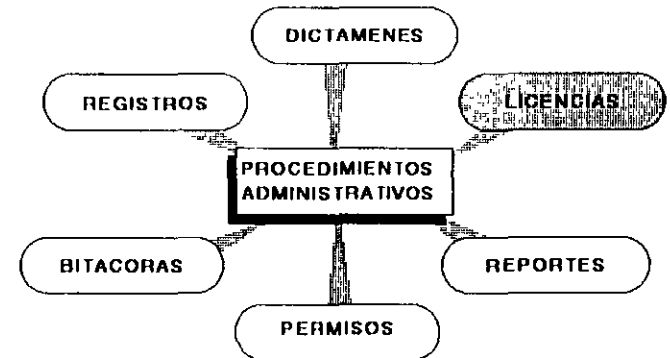 DICTAMENES
REGISTROS
LICENCIAS
PROCEDIMIENTOS
ADMINISTRATIVOS
BITACORAS
REPORTES
PERMISOS